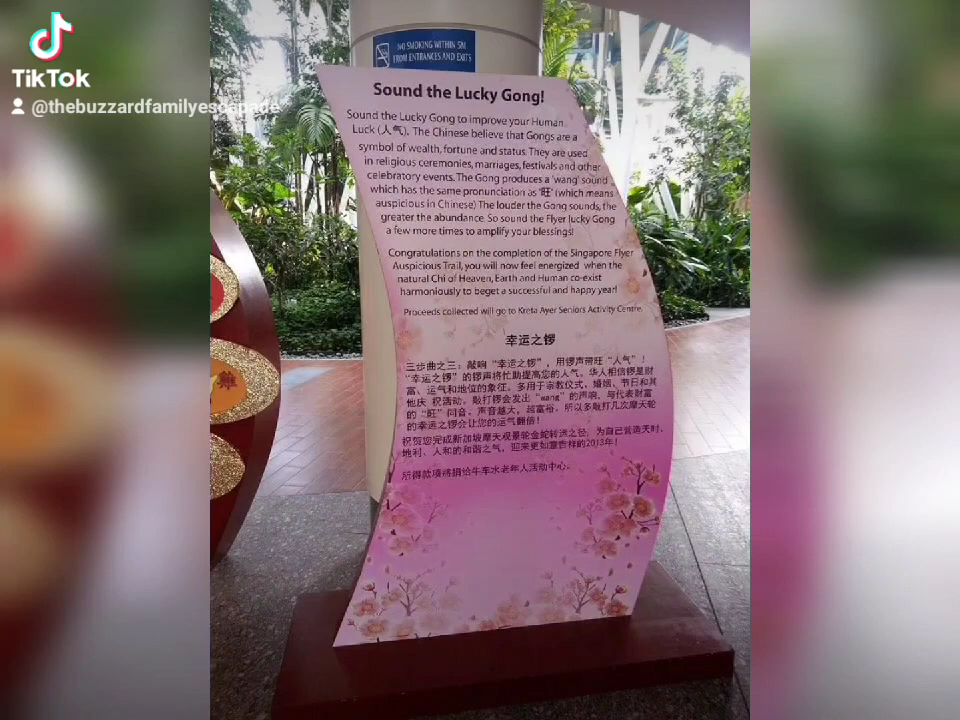 TikTok
@thebuzzardfamilyescapade
NO SMOKING WITHIN 5M
FROM ENTRANCES AND EXITS
Sound the Lucky Gong!
Sound the Lucky Gong to improve your Human
Luck (人气). The Chinese believe that Gongs are a
symbol of wealth, fortune and status. They are used
in religious ceremonies, marriages, festivals and other
celebratory events. The Gong produces a 'wang' sound
which has the same pronunciation as '旺' (which means
auspicious in Chinese) The louder the Gong sounds, the
greater the abundance. So sound the Flyer lucky Gong
a few more times to amplify your blessings!
Congratulations on the completion of the Singapore Flyer
Auspicious Trail, you will now feel energized when the
natural Chi of Heaven, Earth and Human co-exist
harmoniously to beget a successful and happy year!
Proceeds collected will go to Kreta Ayer Seniors Activity Centre.
幸运之锣
三步曲之三：敲响“幸运之锣”，用锣声带旺“人气”！
“幸运之锣”的锣声将忙助提高您的人气。华人相信锣是财
富、运气和地位的象征。多用于宗教仪式、婚姻、节日和其
他庆 祝活动。敲打锣会发出“wang”的声响，与代表财富
的“旺”同音。声音越大，越富裕。所以多敲打几次摩天轮
的幸运之锣会让您的运气翻倍！
祝贺您完成新加坡摩天观景轮金蛇转运之径，为自己营造天时、
地利、人和的和谐之气，迎来更如意吉祥的2013年！
所得款项将捐给牛车水老年人活动中心。